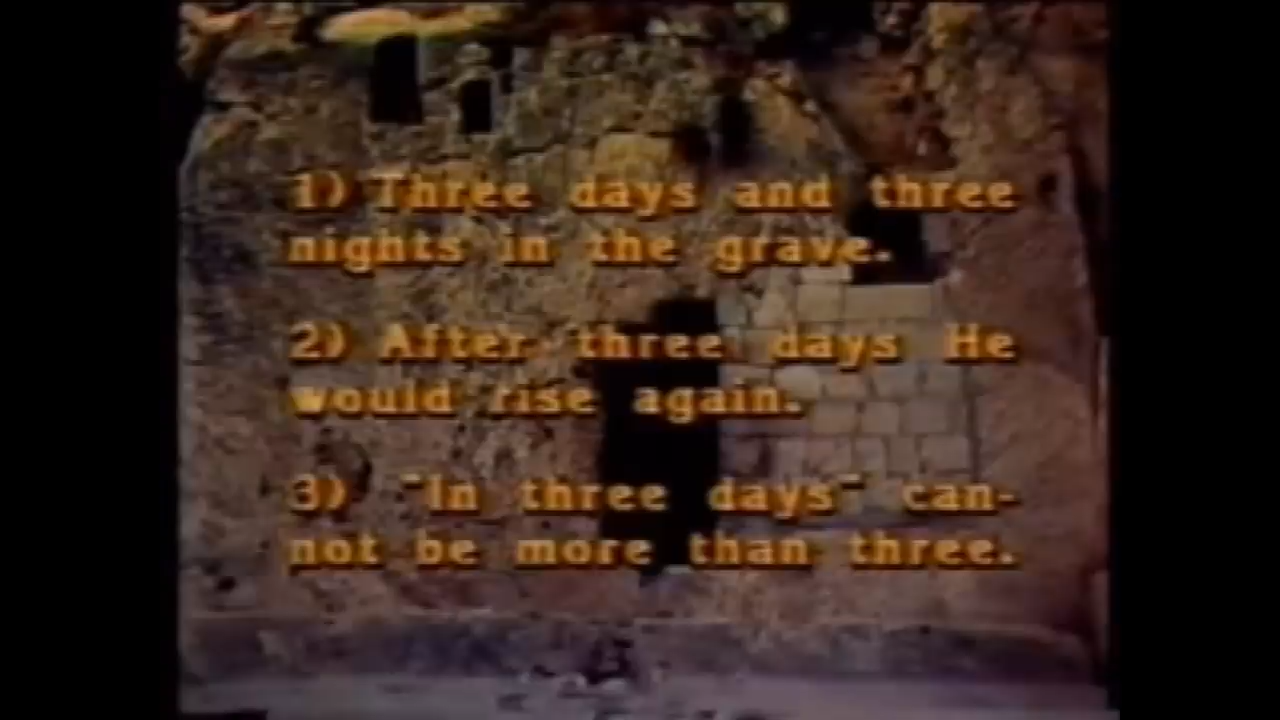 1) Three days and three
nights in the grave.
2) After three days He
would rise again.
3) "In three days" can-
not be more than three.